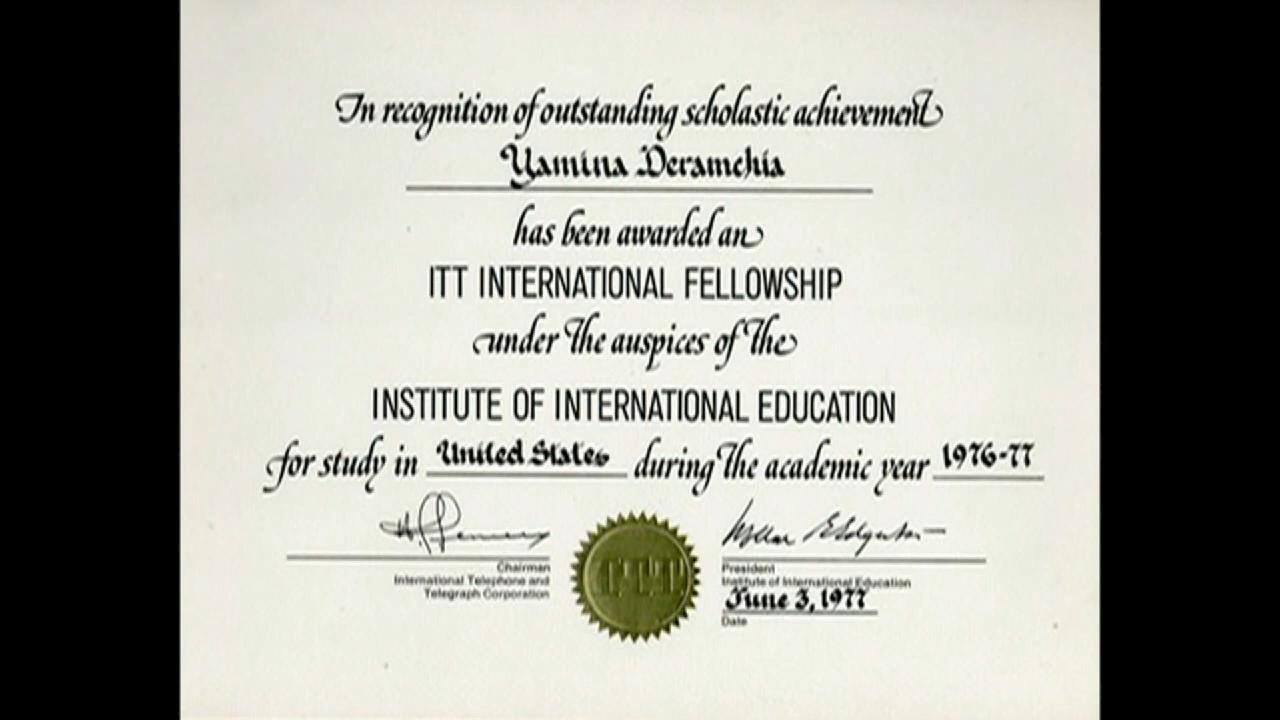 In recognition of outstanding scholastic achievement
Yamina Deramchia
has been awarded an
ITT INTERNATIONAL FELLOWSHIP
under the auspices of the
INSTITUTE OF INTERNATIONAL EDUCATION
for study in United States during the academic year 1976-77
Chairman
International Telephone and
Telegraph Corporation
ITT
President
Institute of International Education
June 3, 1977
Date